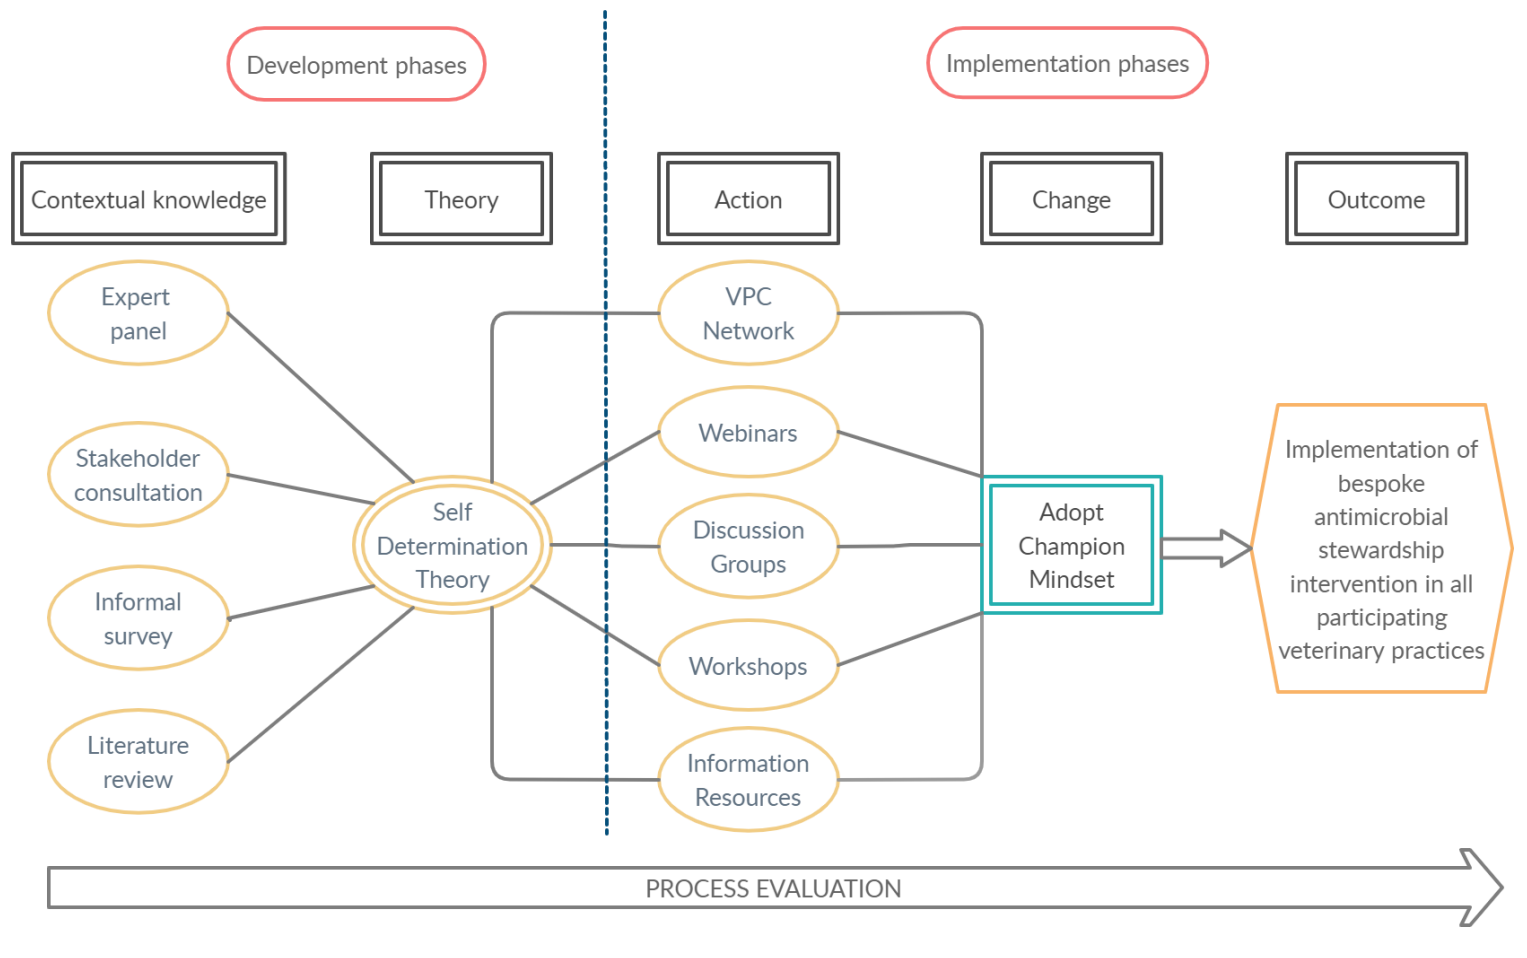 Development phases
Implementation phases
Contextual knowledge
Theory
Action
Change
Outcome
Expert
panel
Stakeholder
consultation
Informal
survey
Literature
review
Self
Determination
Theory
VPC
Network
Webinars
Discussion
Groups
Workshops
Information
Resources
Adopt
Champion
Mindset
Implementation of
bespoke
antimicrobial
stewardship
intervention in all
participating
veterinary practices
PROCESS EVALUATION